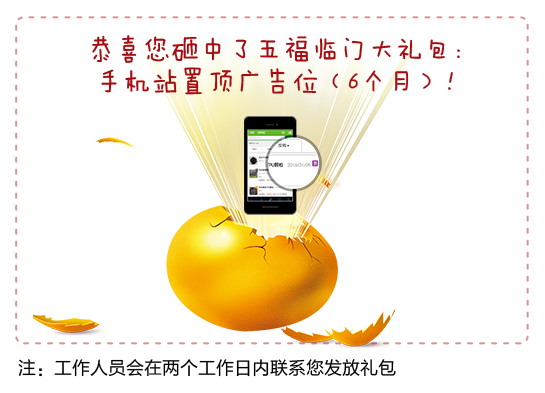 恭喜您砸中了五福临门大礼包：
手机站置顶广告位（6个月）！
注：工作人员会在两个工作日内联系您发放礼包